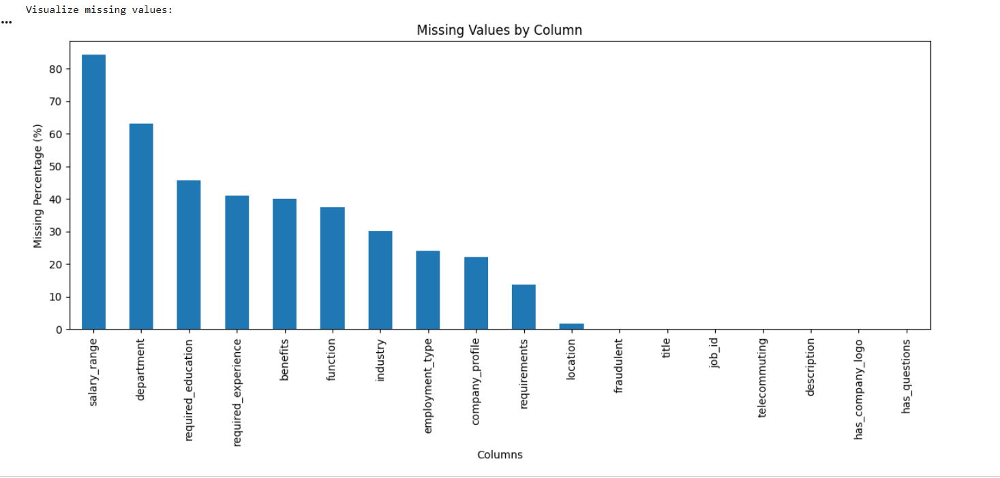 Visualize missing values:
...
Missing Values by Column
Missing Percentage (%)
80
70
60
50
40
30
20
10
0
salary_range
department
required_education
required_experience
benefits
function
industry
employment_type
company_profile
requirements
location
fraudulent
title
job_id
telecommuting
description
has_company_logo
has_questions
Columns